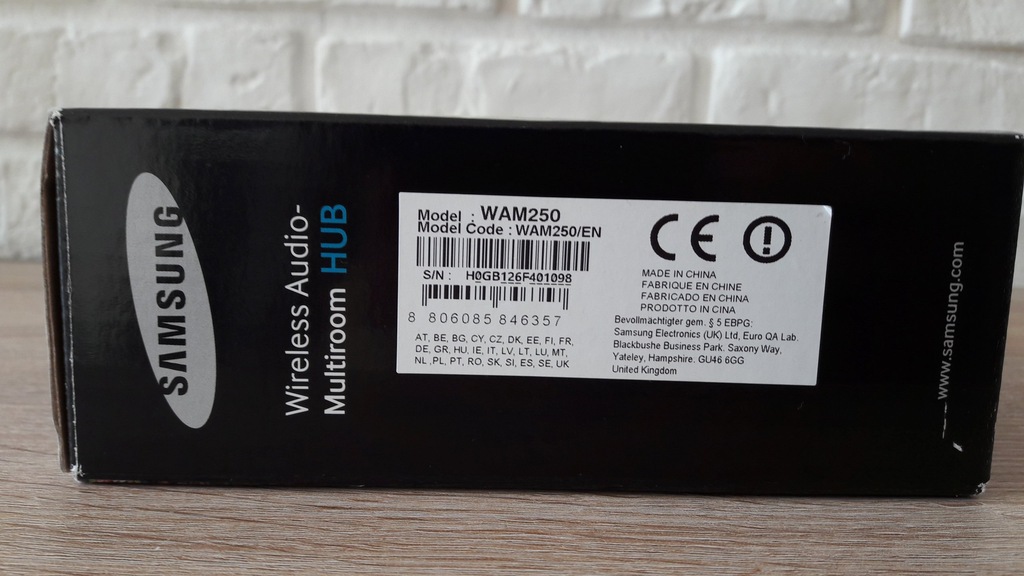 SAMSUNG
Wireless Audio-
Multiroom HUB
Model : WAM250
Model Code : WAM250/EN
S/N : H0GB126F401098
8 806085 846357
AT, BE, BG, CY, CZ, DK, EE, FI, FR,
DE, GR, HU, IE, IT, LV, LT, LU, MT,
NL ,PL, PT, RO, SK, SI, ES, SE, UK
CE
MADE IN CHINA
FABRIQUE EN CHINE
FABRICADO EN CHINA
PRODOTTO IN CINA
Bevollmächtigter gem. § 5 EBPG:
Samsung Electronics (UK) Ltd, Euro QA Lab.
Blackbushe Business Park. Saxony Way,
Yateley, Hampshire. GU46 6GG
United Kingdom
www.samsung.com